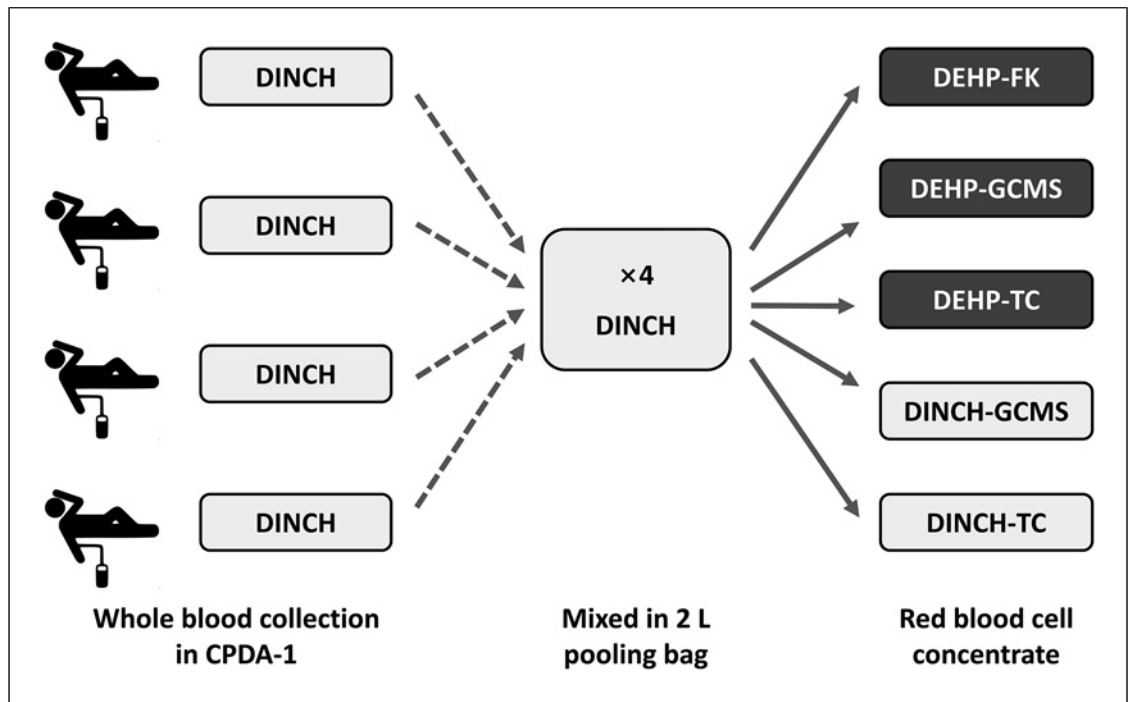 DINCH
DINCH
DINCH
DINCH
Whole blood collection
in CPDA-1
×4
DINCH
Mixed in 2 L
pooling bag
DEHP-FK
DEHP-GCMS
DEHP-TC
DINCH-GCMS
DINCH-TC
Red blood cell
concentrate